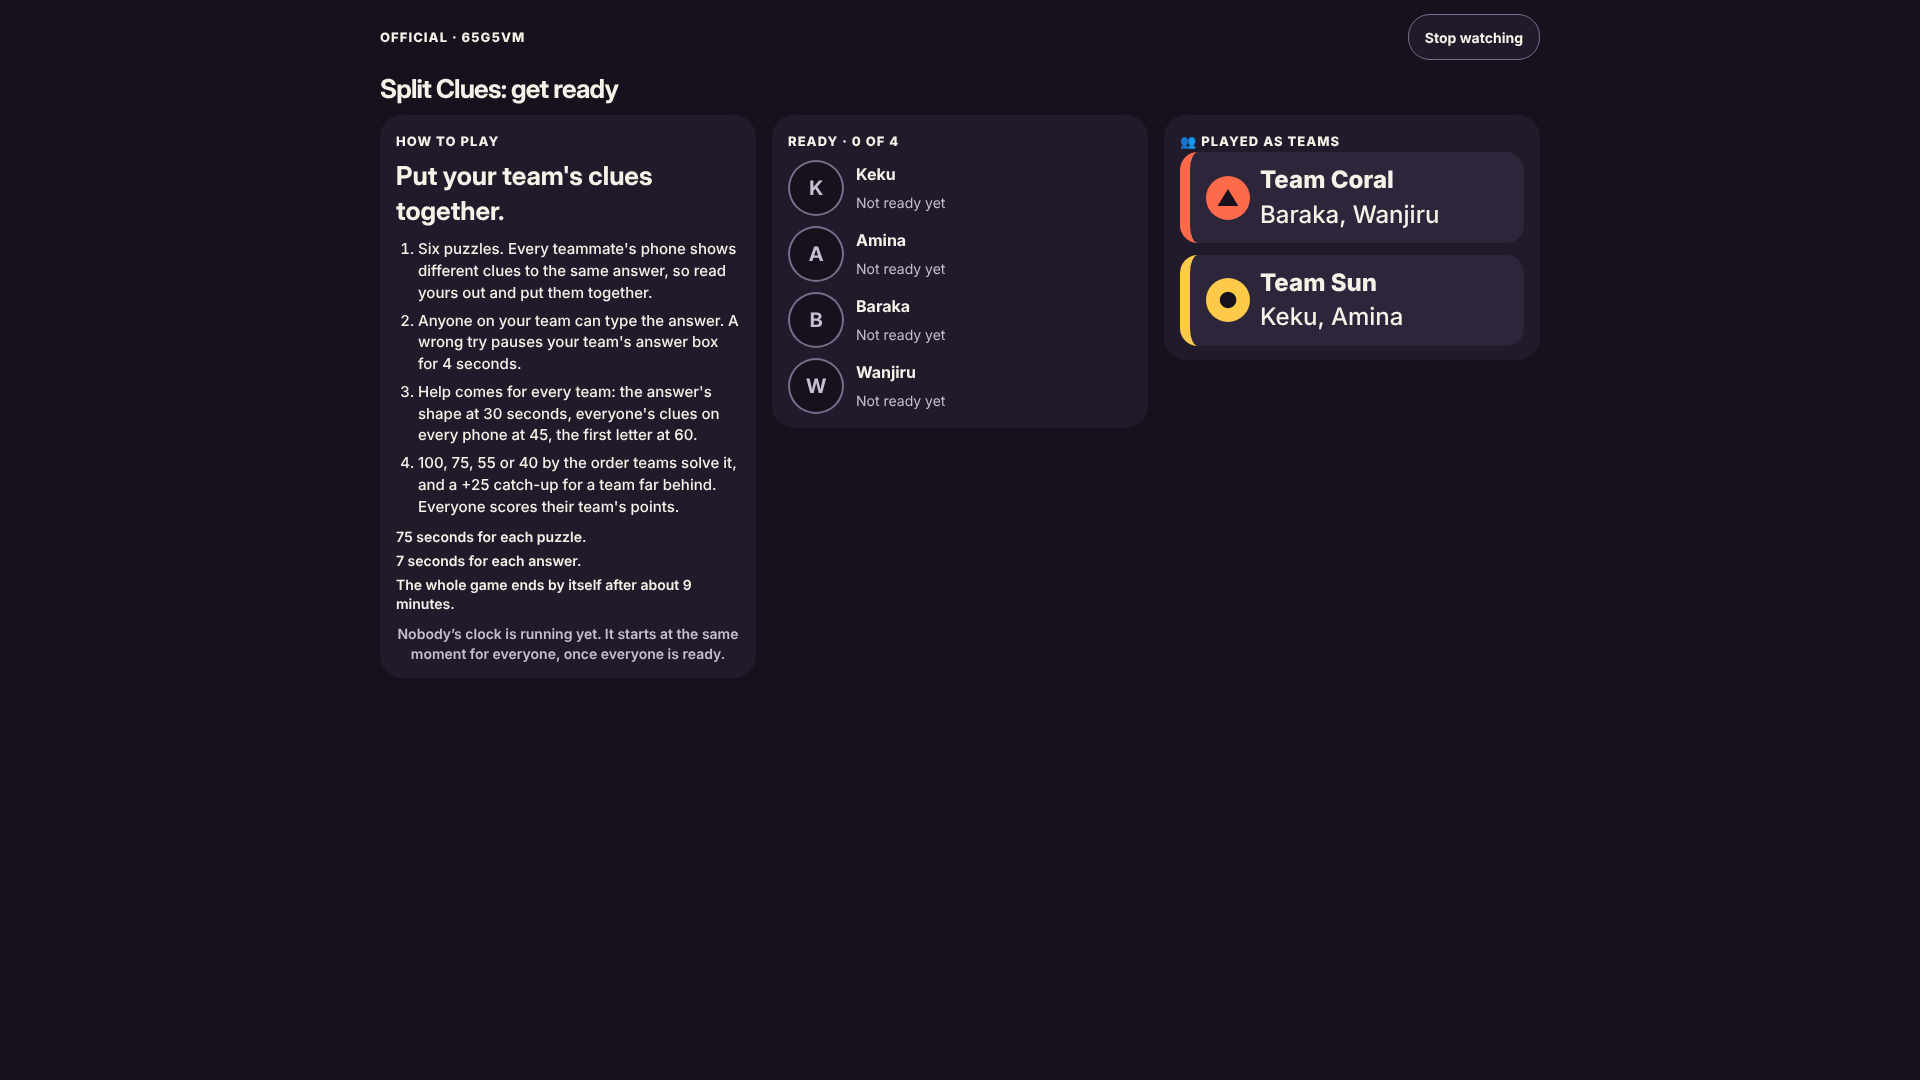 OFFICIAL · 65G5VM
Stop watching
Split Clues: get ready
HOW TO PLAY
Put your team's clues
together.
1. Six puzzles. Every teammate's phone shows
different clues to the same answer, so read
yours out and put them together.
2. Anyone on your team can type the answer. A
wrong try pauses your team's answer box
for 4 seconds.
3. Help comes for every team: the answer's
shape at 30 seconds, everyone's clues on
every phone at 45, the first letter at 60.
4. 100, 75, 55 or 40 by the order teams solve it,
and a +25 catch-up for a team far behind.
Everyone scores their team's points.
75 seconds for each puzzle.
7 seconds for each answer.
The whole game ends by itself after about 9
minutes.
Nobody’s clock is running yet. It starts at the same
moment for everyone, once everyone is ready.
READY · 0 OF 4
K
Keku
Not ready yet
A
Amina
Not ready yet
B
Baraka
Not ready yet
W
Wanjiru
Not ready yet
👥 PLAYED AS TEAMS
Team Coral
Baraka, Wanjiru
Team Sun
Keku, Amina